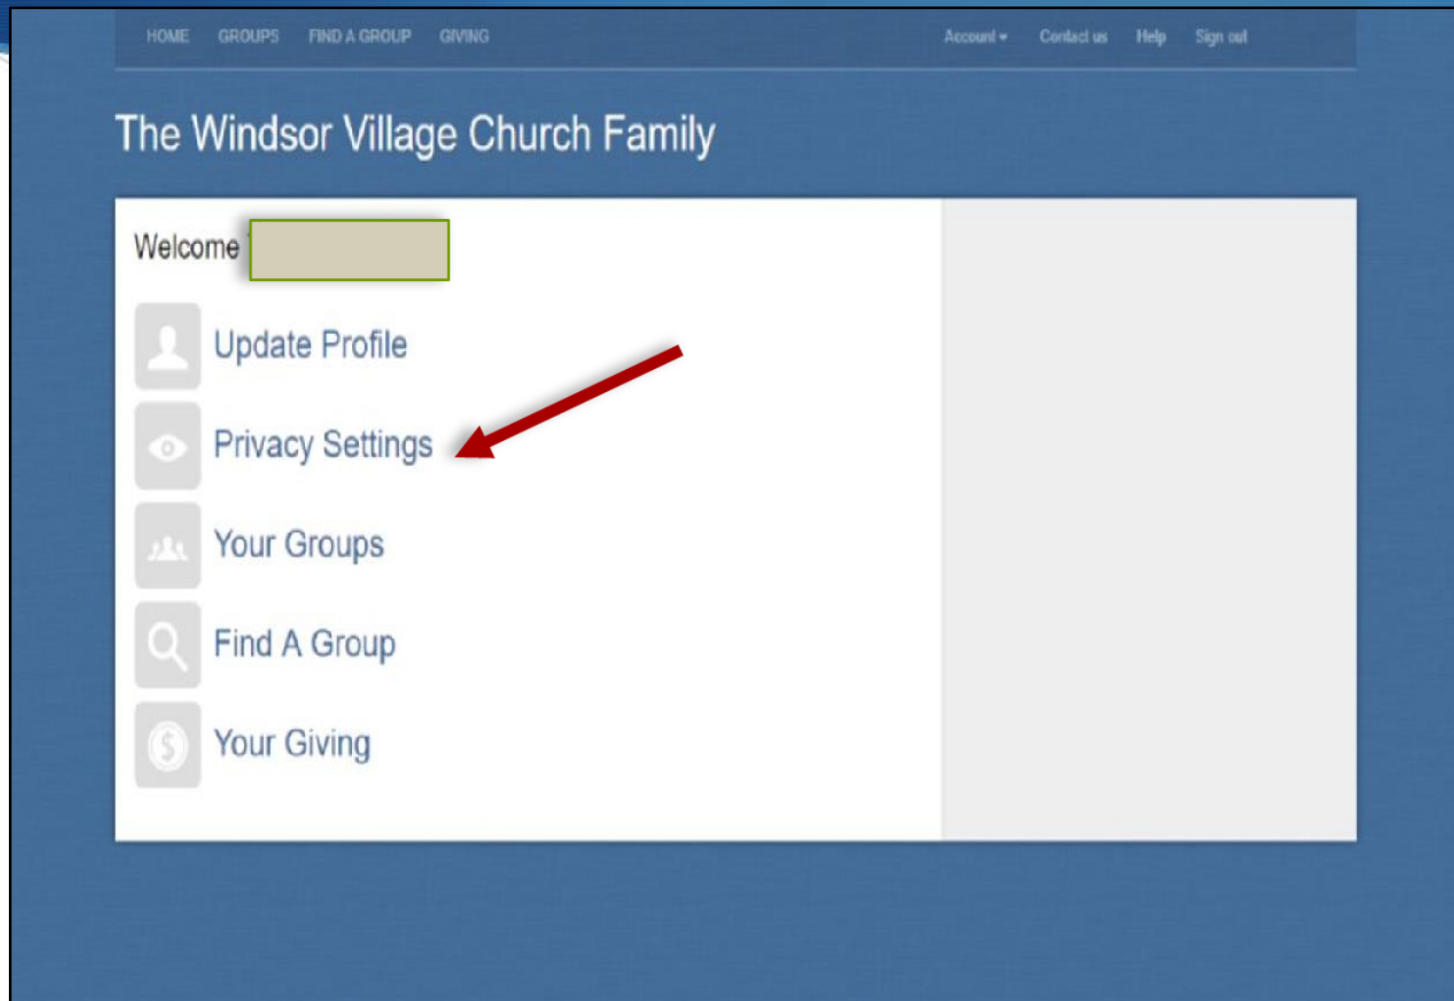 HOME GROUPS FIND A GROUP GIVING Account Contact us Help Sign out
The Windsor Village Church Family
Welcome
Update Profile
Privacy Settings
Your Groups
Find A Group
Your Giving